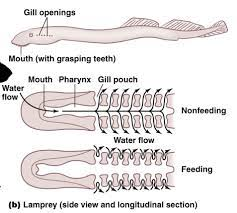 Gill openings
Mouth (with grasping teeth)
Mouth Pharynx Gill pouch
Water
flow
Nonfeeding
Water flow
Feeding
(b) Lamprey (side view and longitudinal section)